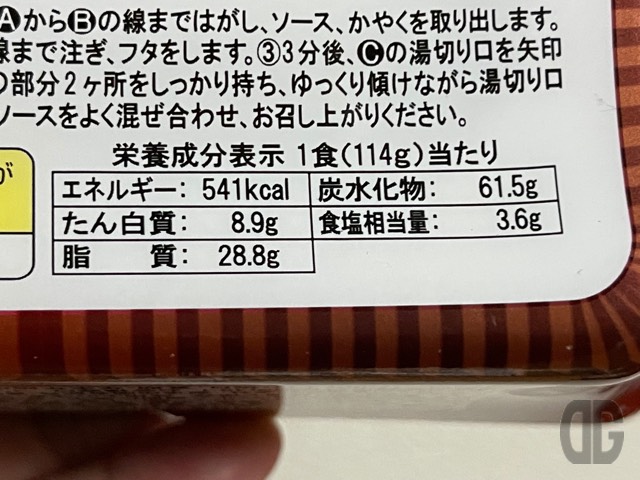 ⒶからⒷの線まではがし、ソース、かやくを取り出します。
線まで注ぎ、フタをします。③3分後、Ⓒの湯切り口を矢印
の部分2ヶ所をしっかり持ち、ゆっくり傾けながら湯切り口
ソースをよく混ぜ合わせ、お召し上がりください。
が
栄養成分表示 1食(114g)当たり
エネルギー: 541kcal 炭水化物: 61.5g
たん白質: 8.9g 食塩相当量: 3.6g
脂 質: 28.8g
DG